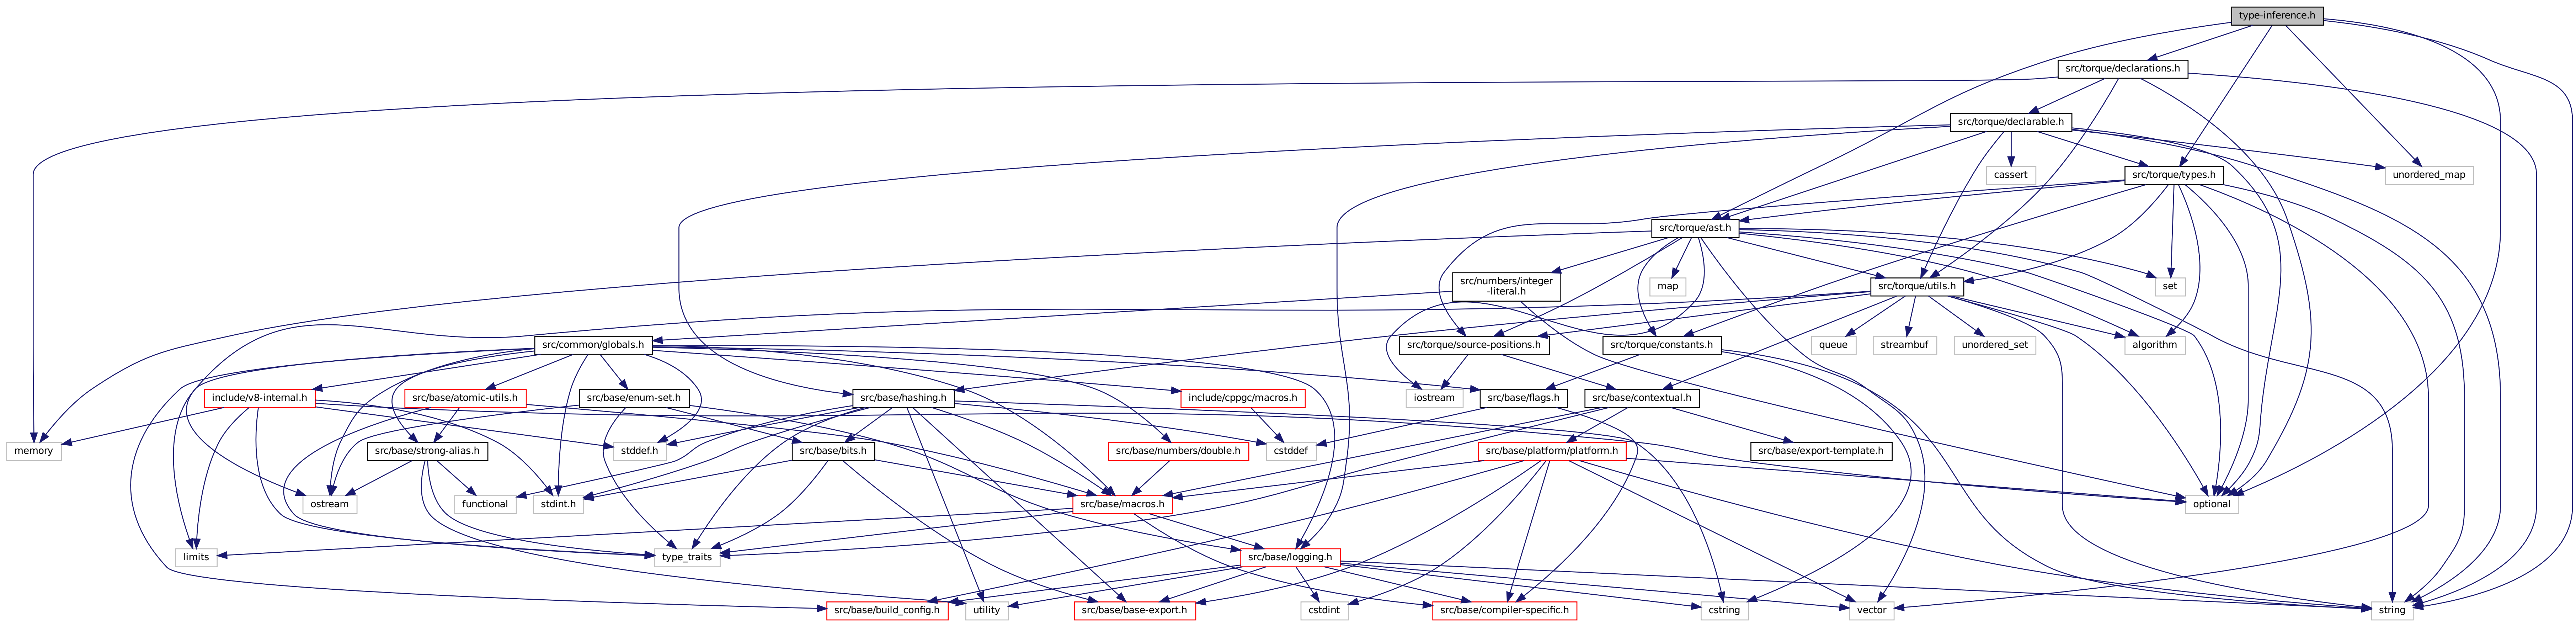 type-inference.h
src/torque/declarations.h
src/torque/declarable.h
cassert
src/torque/types.h
unordered_map
src/torque/ast.h
src/numbers/integer
-literal.h
map
src/torque/utils.h
set
src/common/globals.h
src/torque/source-positions.h
src/torque/constants.h
queue
streambuf
unordered_set
algorithm
include/v8-internal.h
src/base/atomic-utils.h
src/base/enum-set.h
src/base/hashing.h
include/cppgc/macros.h
iostream
src/base/flags.h
src/base/contextual.h
memory
src/base/strong-alias.h
stddef.h
src/base/bits.h
src/base/numbers/double.h
cstddef
src/base/platform/platform.h
src/base/export-template.h
ostream
functional
stdint.h
src/base/macros.h
optional
limits
type_traits
src/base/logging.h
src/base/build_config.h
utility
src/base/base-export.h
cstdint
src/base/compiler-specific.h
cstring
vector
string